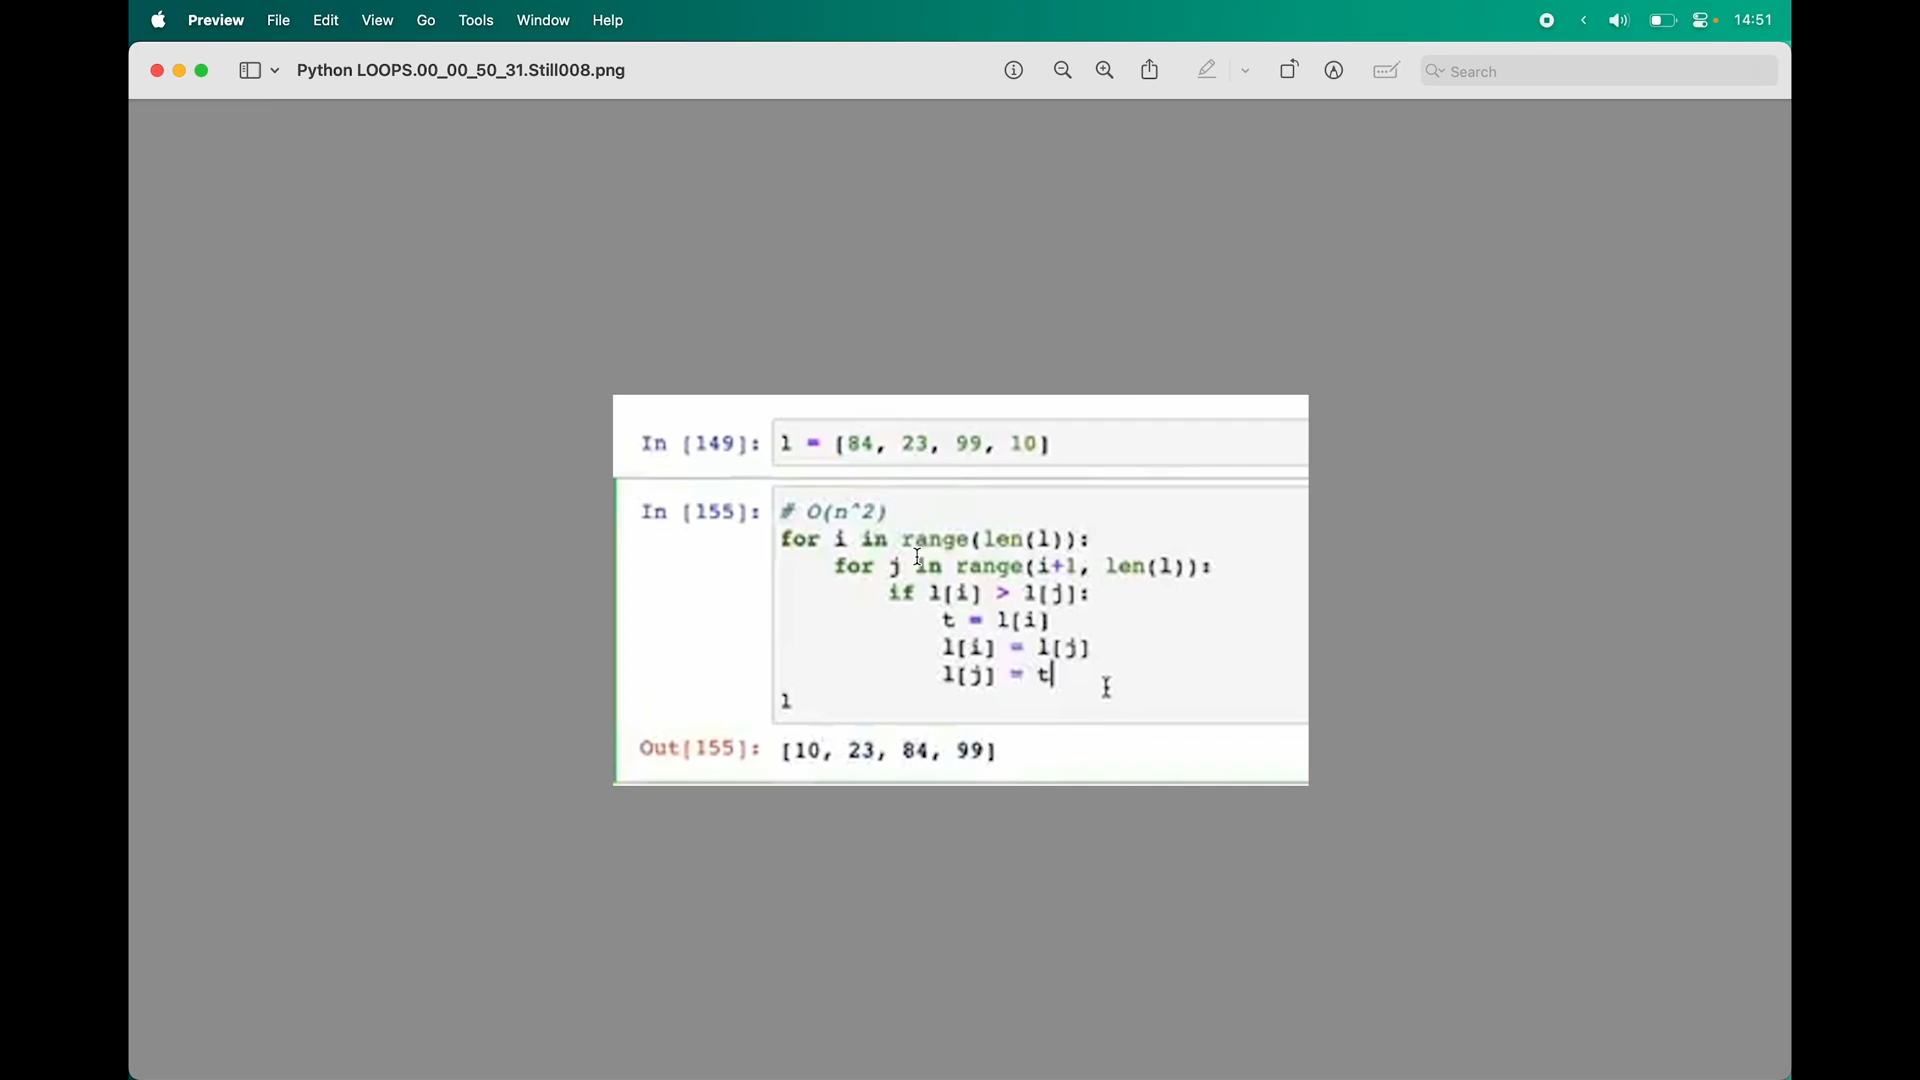 Preview File Edit View Go Tools Window Help 14:51
Python LOOPS.00_00_50_31.Still008.png Search
In [149]: l = [84, 23, 99, 10]
In [155]: # O(n^2)
for i in range(len(l)):
for j in range(i+1, len(l)):
if l[i] > l[j]:
t = l[i]
l[i] = l[j]
l[j] = t
l
Out[155]: [10, 23, 84, 99]